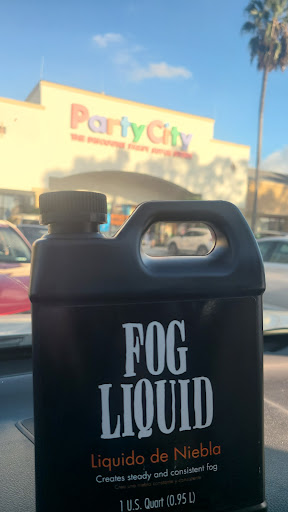 Party City
FOG
LIQUID
Liquido de Niebla
Creates steady and consistent fog
1 U.S. Quart (0.95 L)